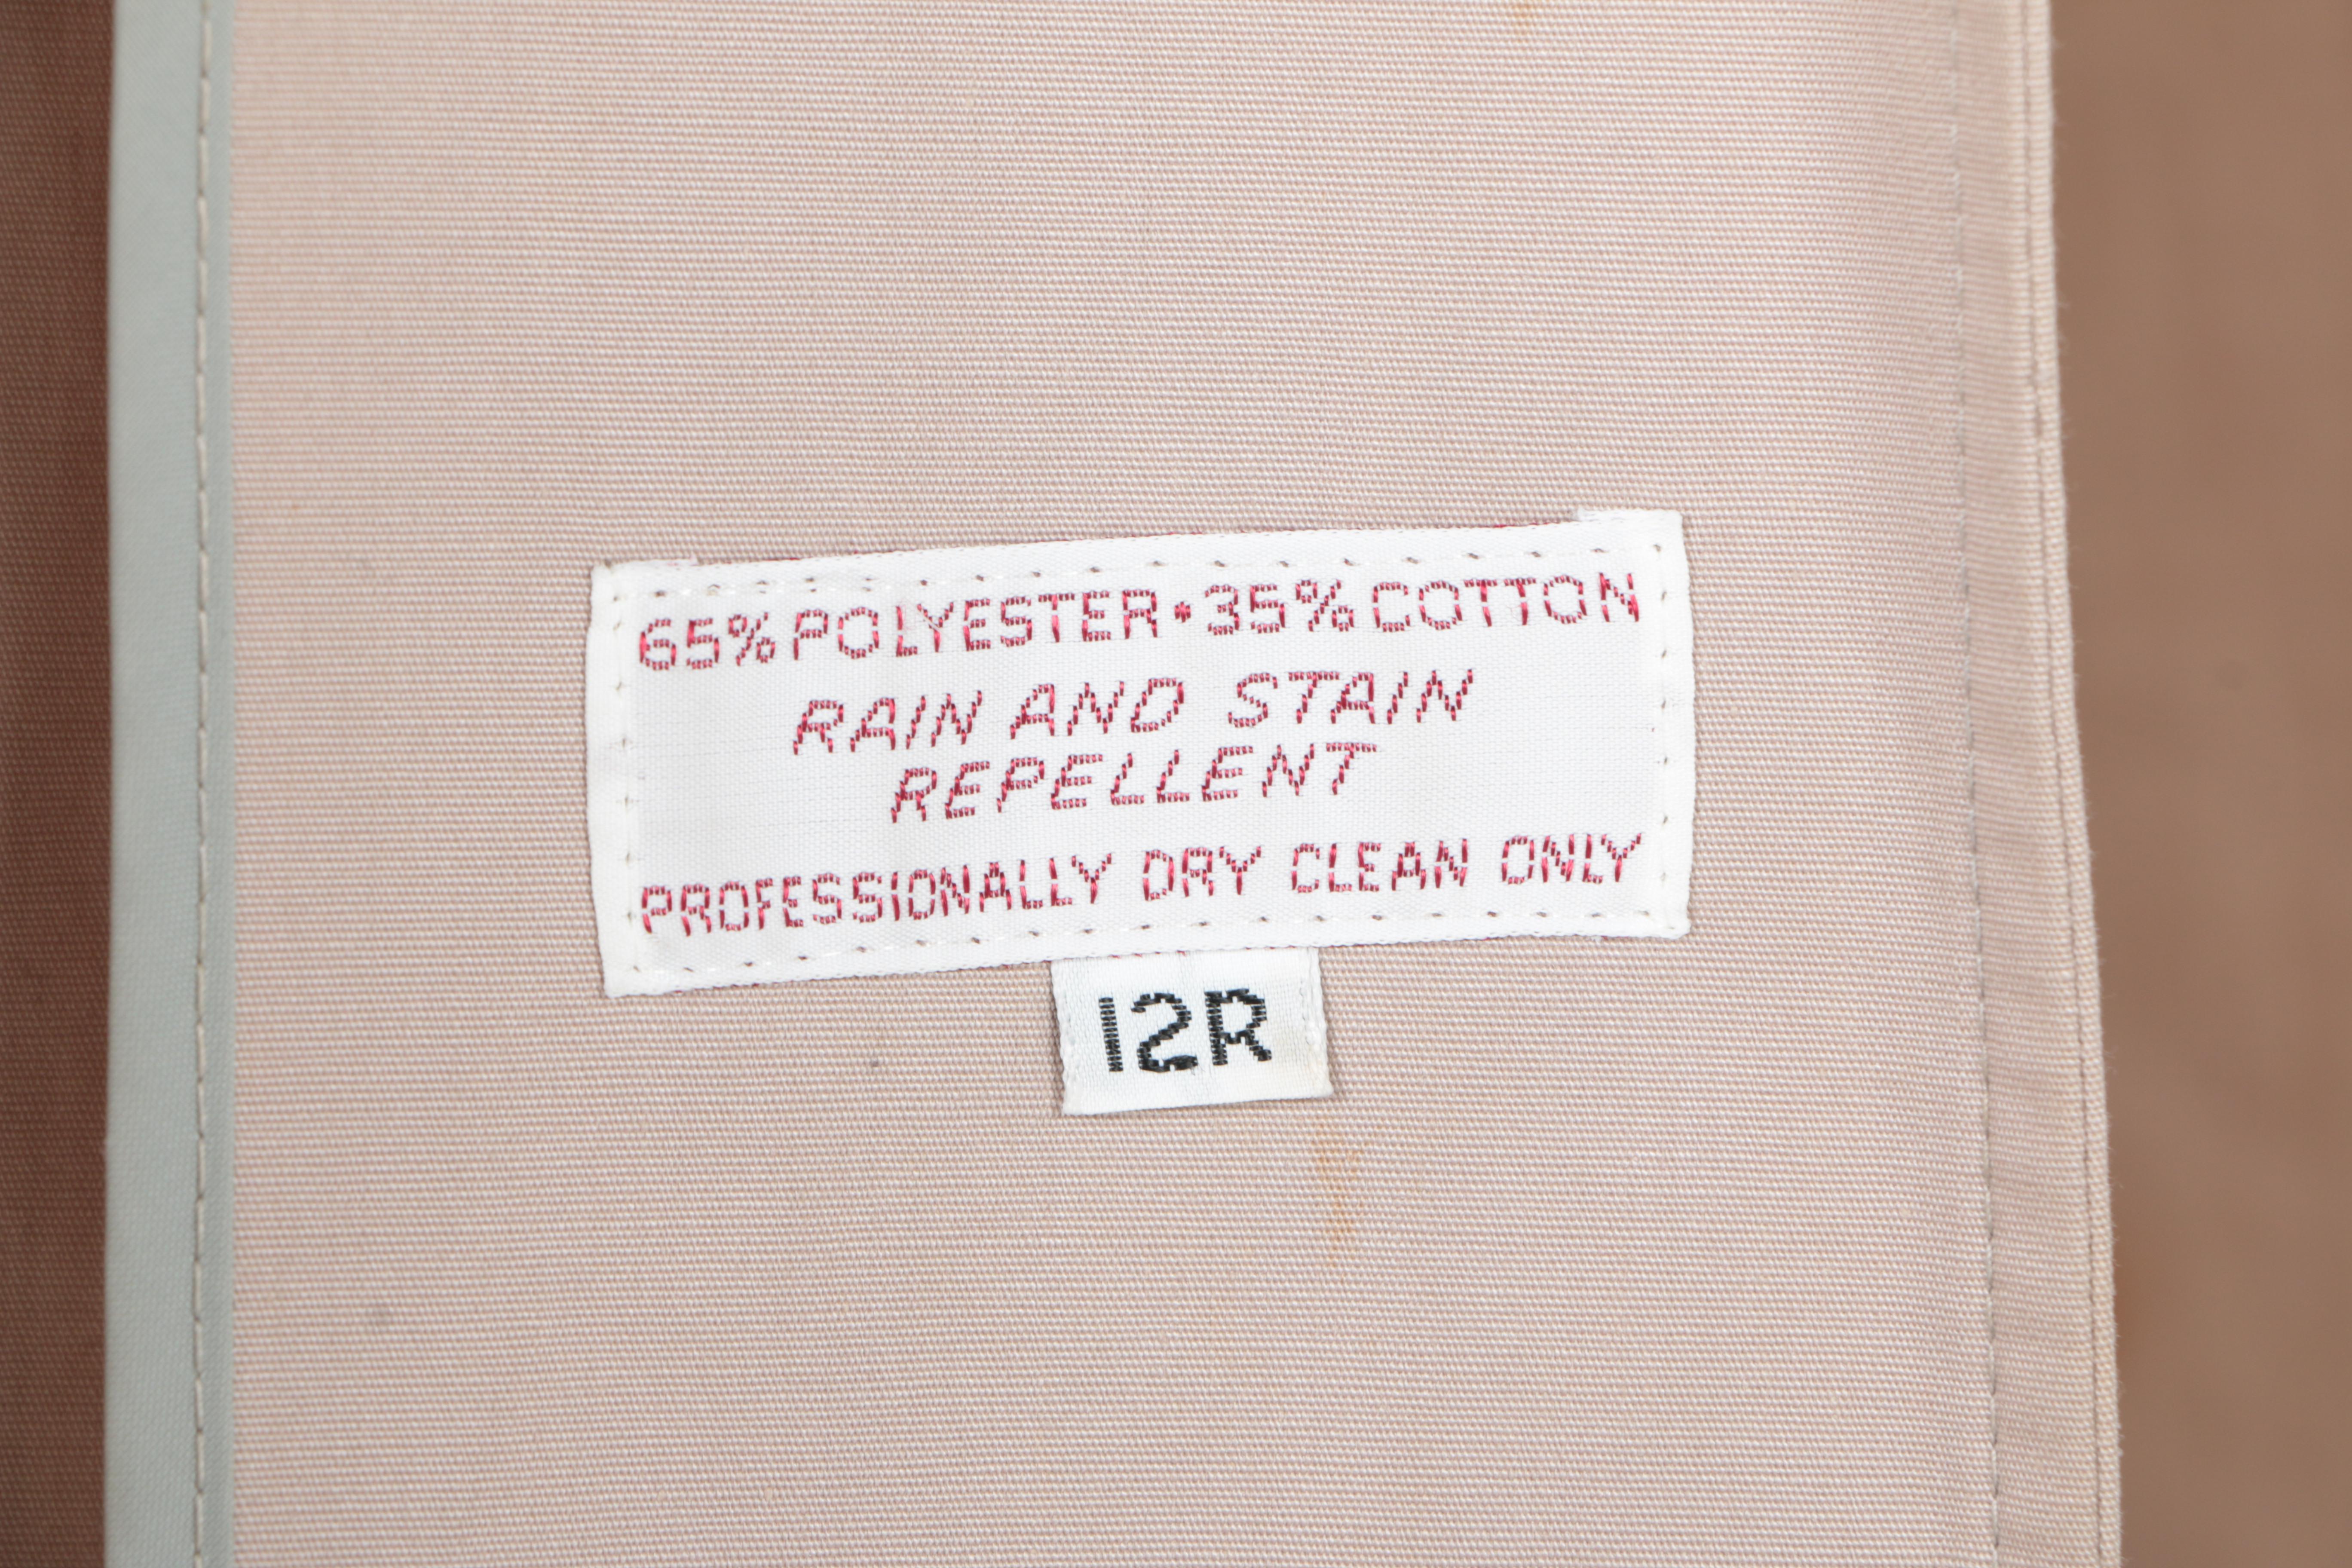 65% POLYESTER • 35% COTTON
RAIN AND STAIN
REPELLENT
PROFESSIONALLY DRY CLEAN ONLY
12R